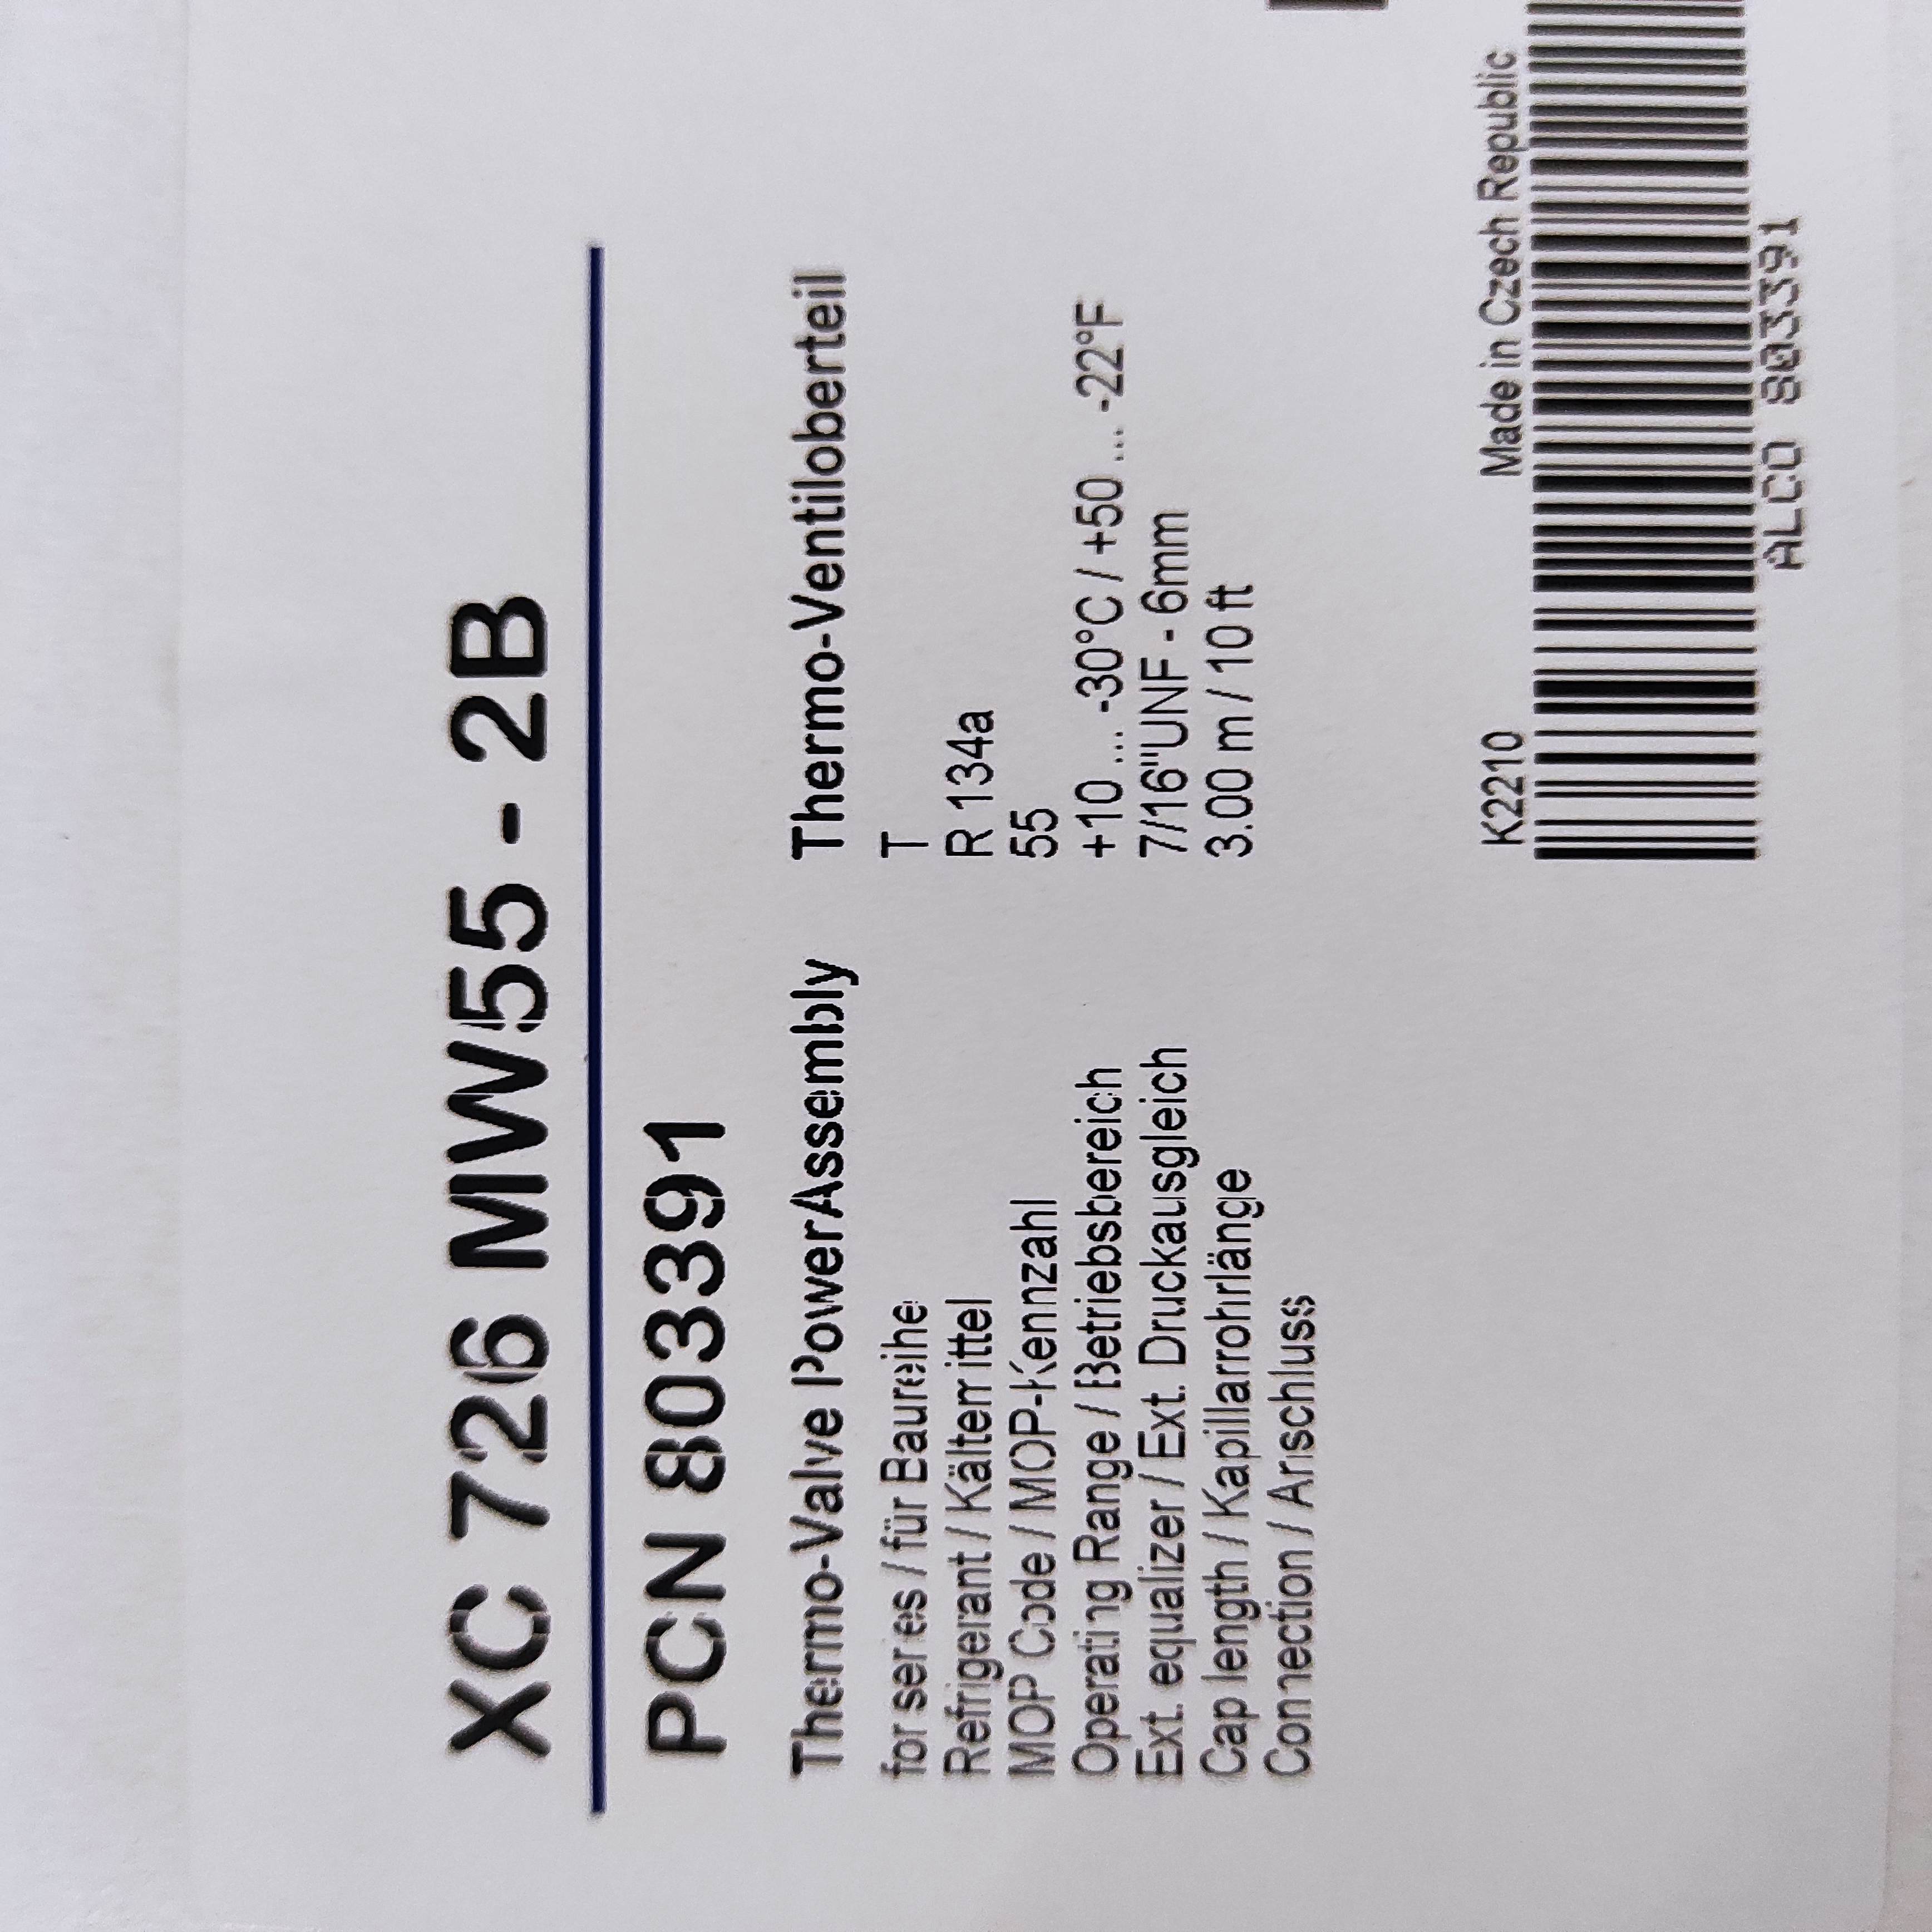 XC 726 MW55 - 2B
PCN 803391
Thermo-Valve PowerAssembly Thermo-Ventiloberteil
for series / für Baureihe T
Refrigerant / Kältemittel R 134a
MOP Code / MOP-Kennzahl 55
Operating Range / Betriebsbereich +10 ... -30°C / +50 ... -22°F
Ext. equalizer / Ext. Druckausgleich 7/16"UNF - 6mm
Cap length / Kapillarrohrlänge 3.00 m / 10 ft
Connection / Anschluss
K2210 Made in Czech Republic
ALCO 803391